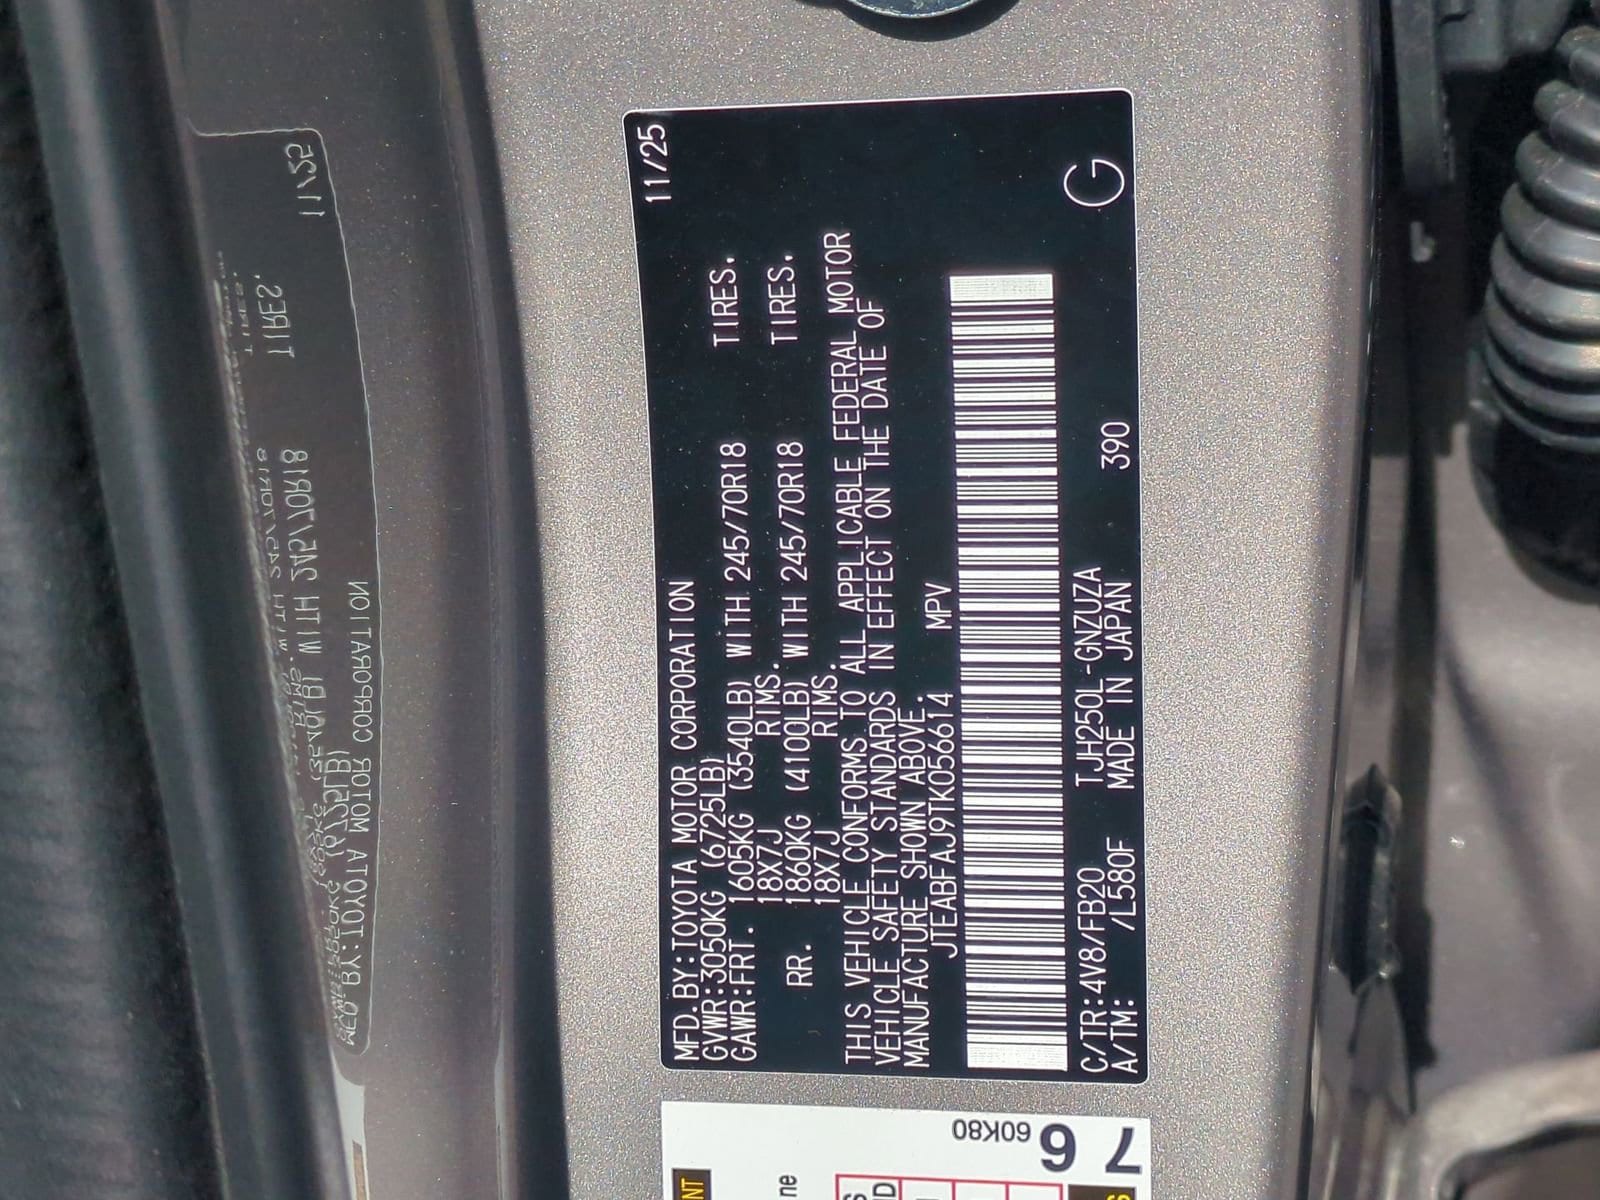 MFD.BY:TOYOTA MOTOR CORPORATION 11/25
GVWR:3050KG (6725LB)
GAWR:FRT. 1605KG (3540LB) WITH 245/70R18 TIRES.
18X7J RIMS.
RR. 1860KG (4100LB) WITH 245/70R18 TIRES.
18X7J RIMS.
THIS VEHICLE CONFORMS TO ALL APPLICABLE FEDERAL MOTOR
VEHICLE SAFETY STANDARDS IN EFFECT ON THE DATE OF
MANUFACTURE SHOWN ABOVE.
JTEABFAJ9TK056614 MPV
C/TR:4V8/FB20 TJH250L-GNZUZA 390 G
A/TM: /L580F MADE IN JAPAN
60K80
76